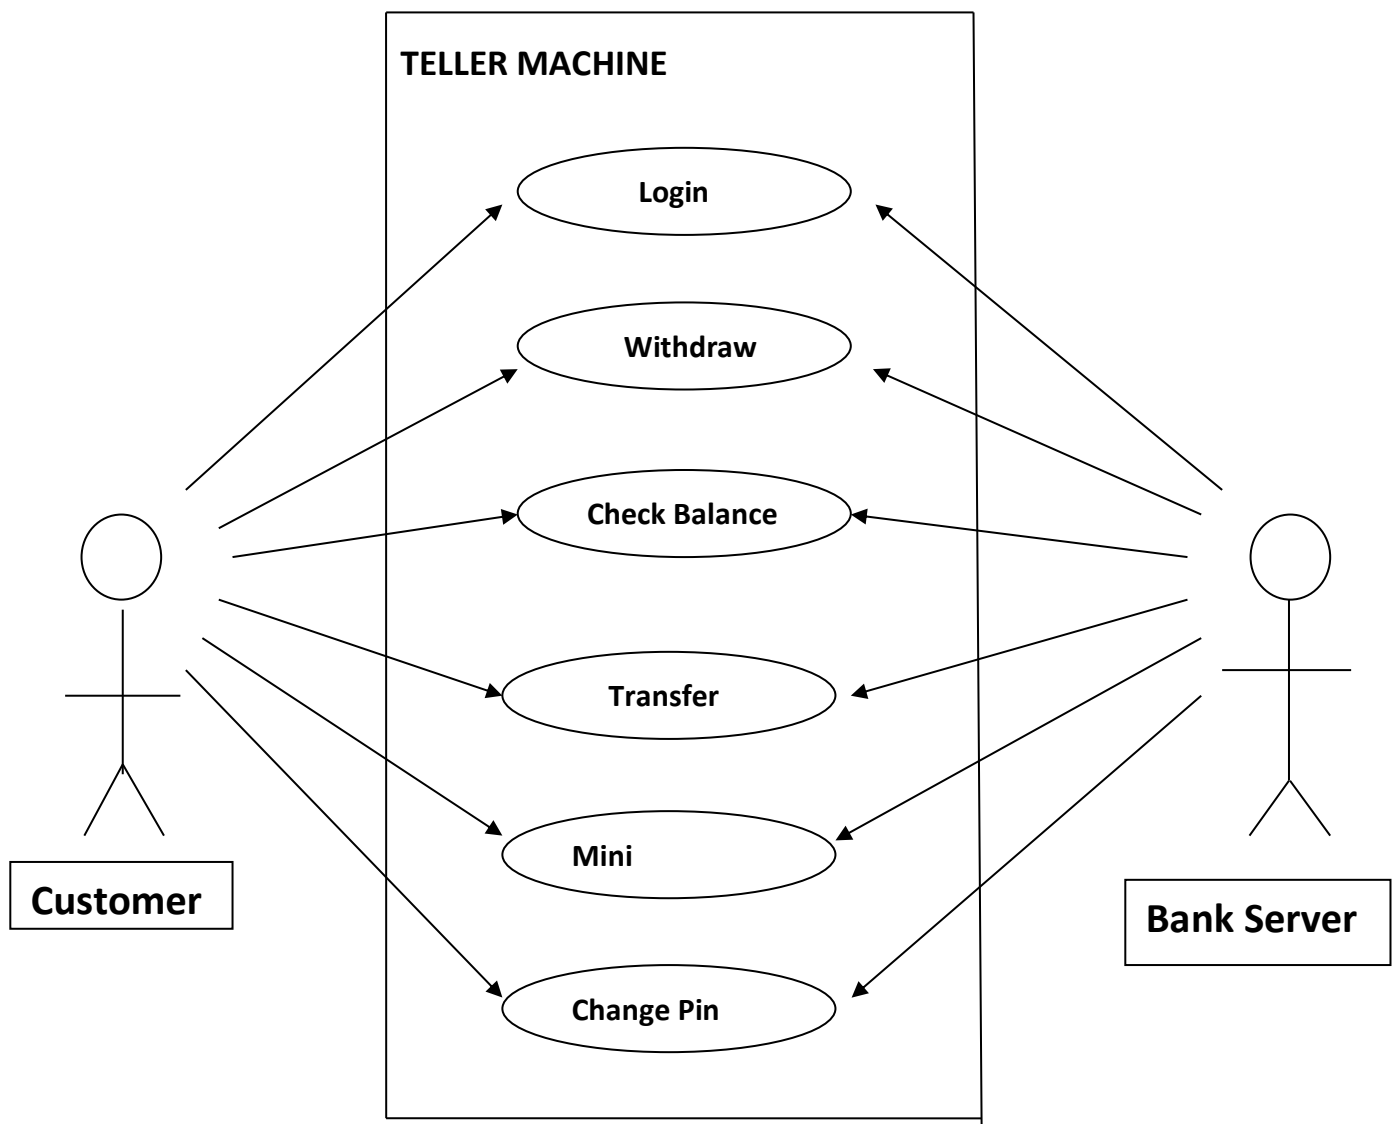 TELLER MACHINE
Login
Withdraw
Check Balance
Transfer
Mini
Change Pin
Customer
Bank Server